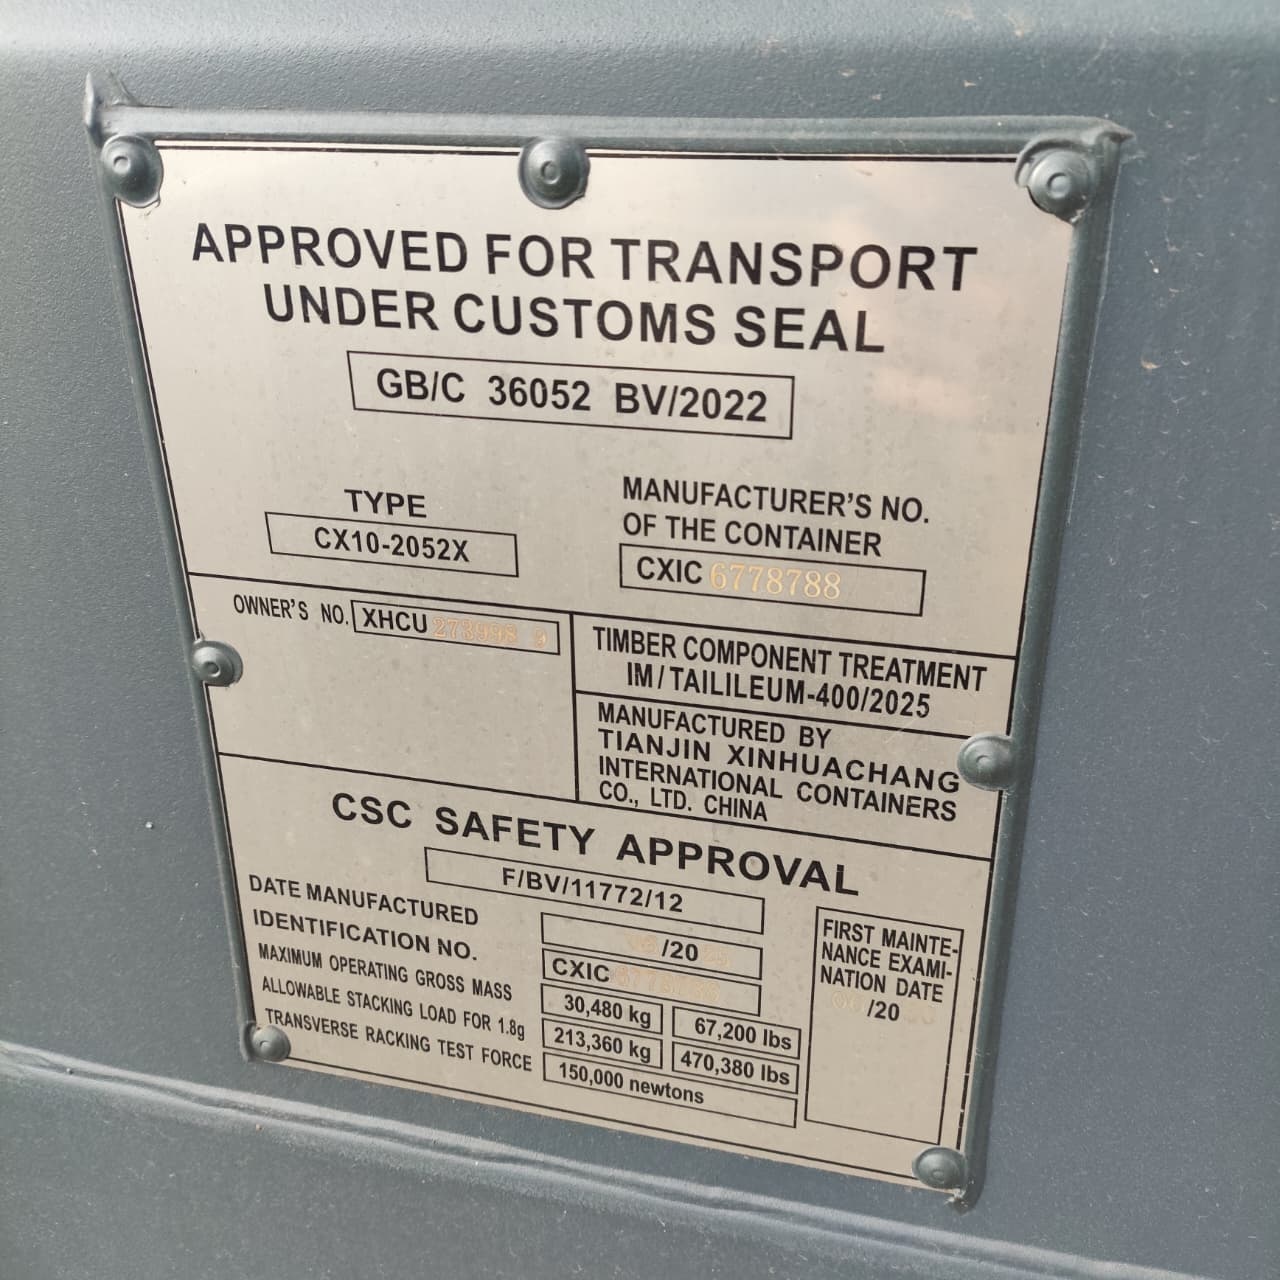 APPROVED FOR TRANSPORT
UNDER CUSTOMS SEAL
GB/C 36052 BV/2022
TYPE
CX10-2052X
MANUFACTURER'S NO.
OF THE CONTAINER
CXIC 6778788
OWNER'S NO. XHCU 273998 9
TIMBER COMPONENT TREATMENT
IM/TAILILEUM-400/2025
MANUFACTURED BY
TIANJIN XINHUACHANG
INTERNATIONAL CONTAINERS
CO., LTD. CHINA
CSC SAFETY APPROVAL
F/BV/11772/12
DATE MANUFACTURED /20
IDENTIFICATION NO. CXIC 6778788
MAXIMUM OPERATING GROSS MASS 30,480 kg 67,200 lbs
ALLOWABLE STACKING LOAD FOR 1.8g 213,360 kg 470,380 lbs
TRANSVERSE RACKING TEST FORCE 150,000 newtons
FIRST MAINTE-
NANCE EXAMI-
NATION DATE
/20